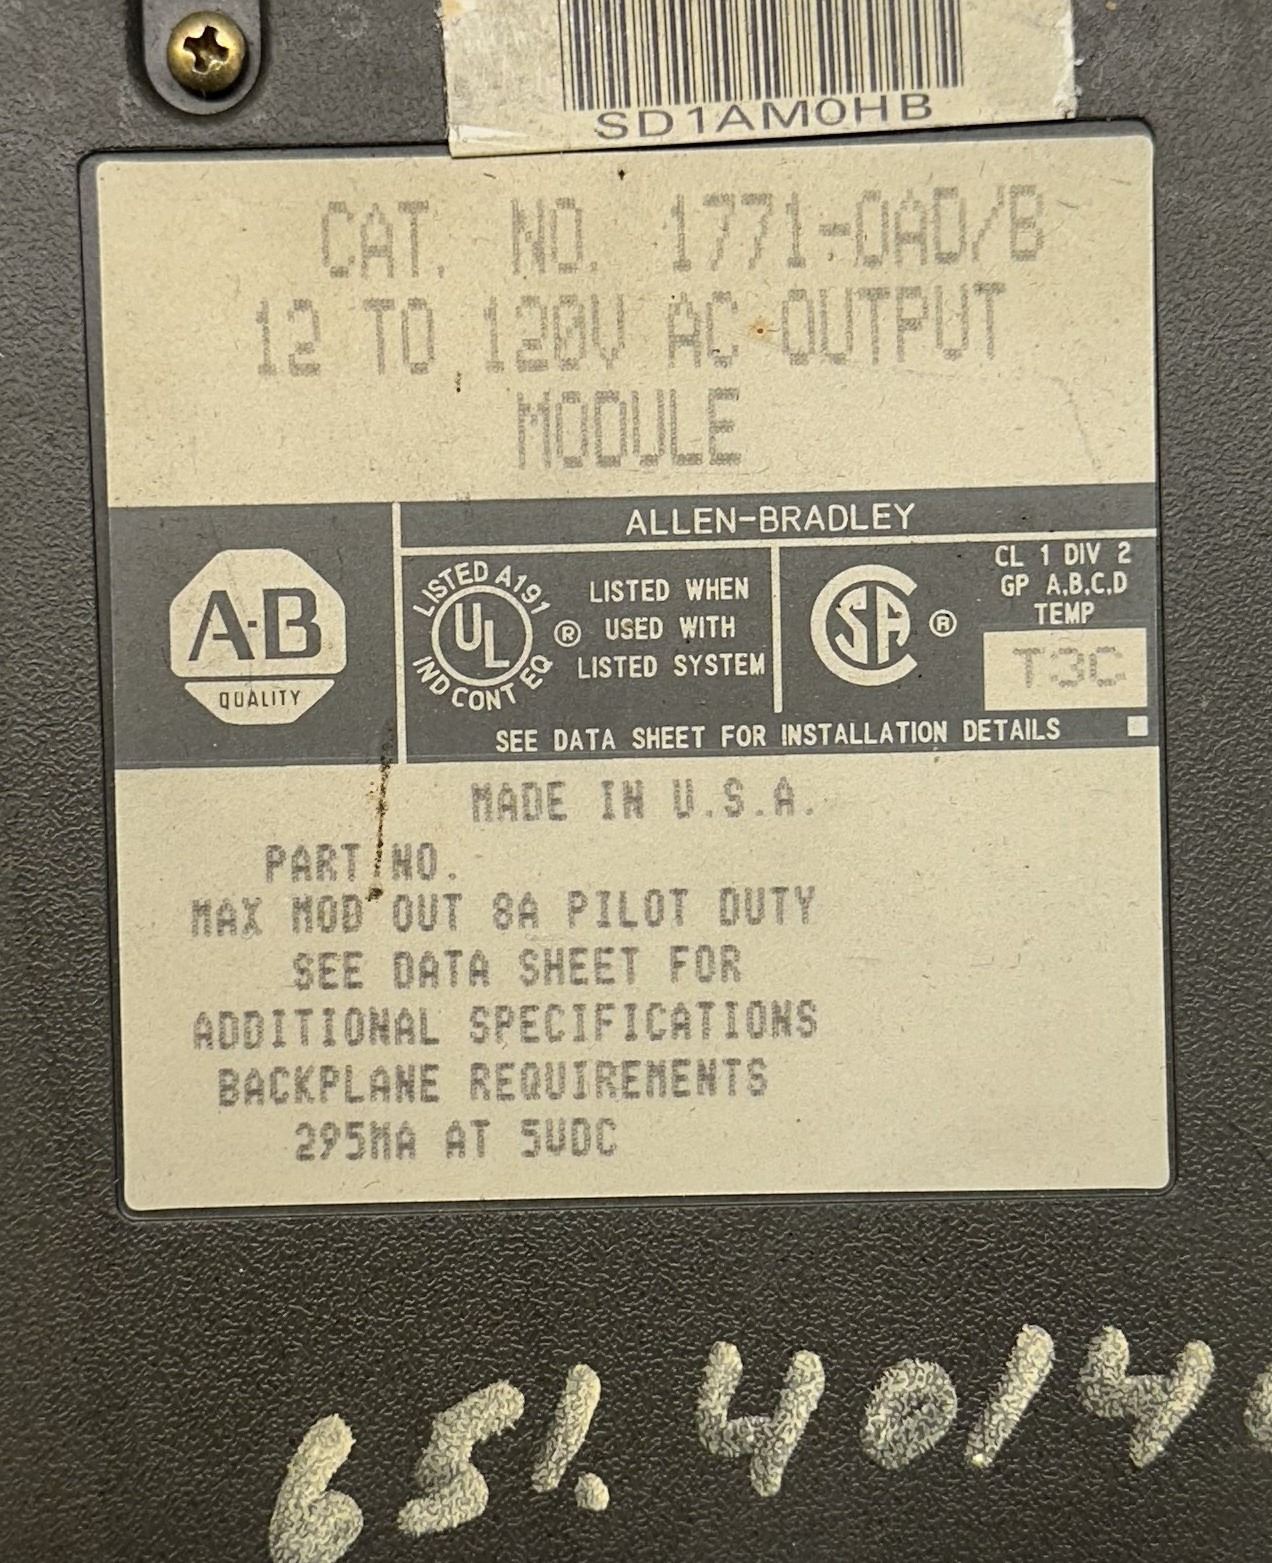 SD1AM0HB
CAT. NO. 1771-OAD/B
12 TO 120V AC OUTPUT
MODULE
ALLEN-BRADLEY
A-B
QUALITY
LISTED A191
UL
IND CONT EQ
®
LISTED WHEN
USED WITH
LISTED SYSTEM
CSA
®
CL 1 DIV 2
GP A,B,C,D
TEMP
T3C
SEE DATA SHEET FOR INSTALLATION DETAILS
MADE IN U.S.A.
PART NO.
MAX MOD OUT 8A PILOT DUTY
SEE DATA SHEET FOR
ADDITIONAL SPECIFICATIONS
BACKPLANE REQUIREMENTS
295MA AT 5VDC
651.4014